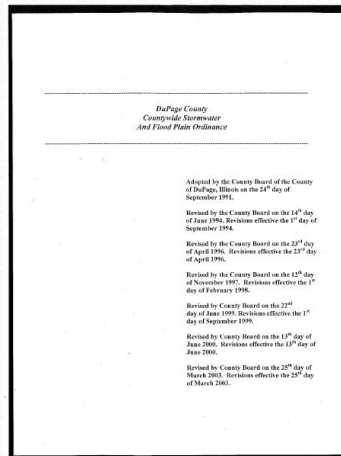 DuPage County
Countywide Stormwater
And Flood Plain Ordinance
Adopted by the County Board of the County
of DuPage, Illinois on the 24th day of
September 1991.
Revised by the County Board on the 14th day
of June 1994. Revisions effective the 1st day of
September 1994.
Revised by the County Board on the 23rd day
of April 1996. Revisions effective the 23rd day
of April 1996.
Revised by the County Board on the 12th day
of November 1997. Revisions effective the 1st
day of February 1998.
Revised by County Board on the 22nd
day of June 1999. Revisions effective the 1st
day of September 1999.
Revised by County Board on the 13th day of
June 2000. Revisions effective the 13th day of
June 2000.
Revised by County Board on the 25th day of
March 2003. Revisions effective the 25th day
of March 2003.